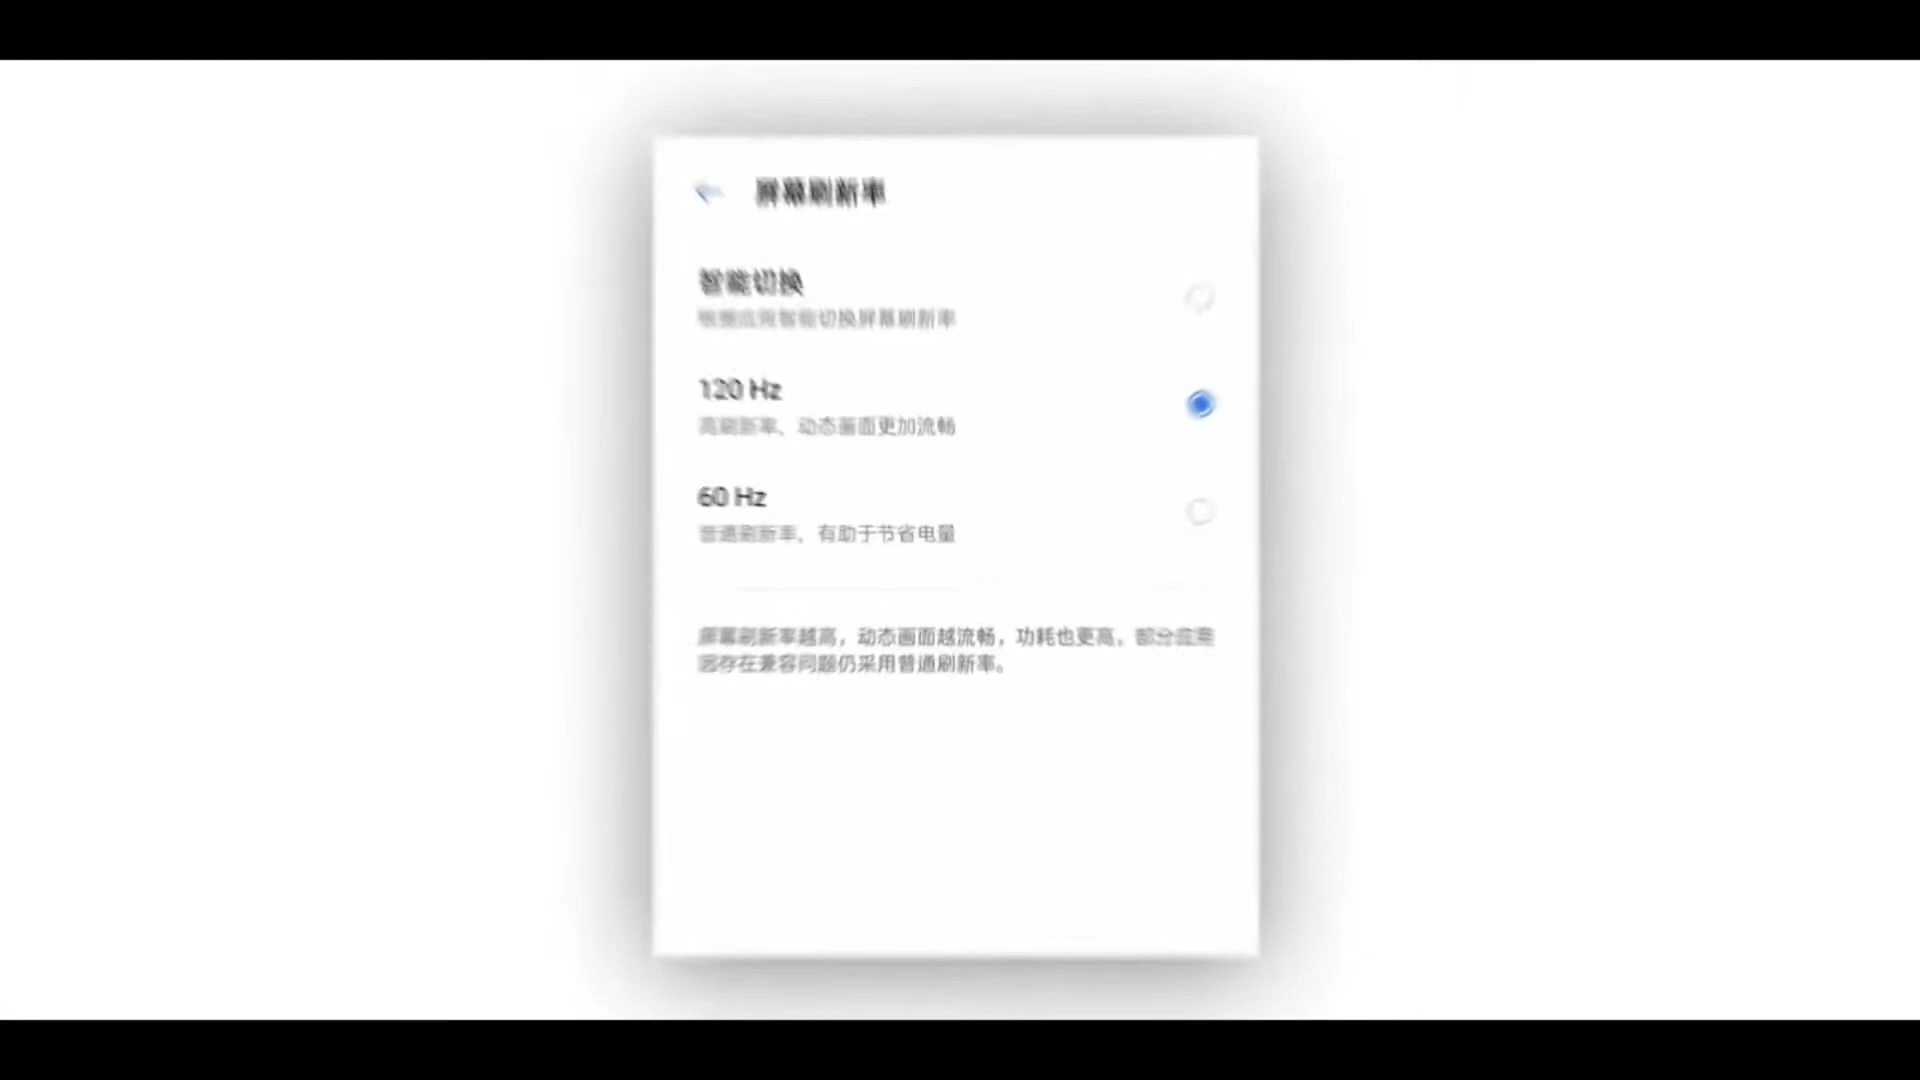 屏幕刷新率
智能切换
根据应用智能切换屏幕刷新率
120 Hz
高刷新率、动态画面更加流畅
60 Hz
普通刷新率，有助于节省电量
屏幕刷新率越高，动态画面越流畅，功耗也更高。部分应用
因存在兼容问题仍采用普通刷新率。